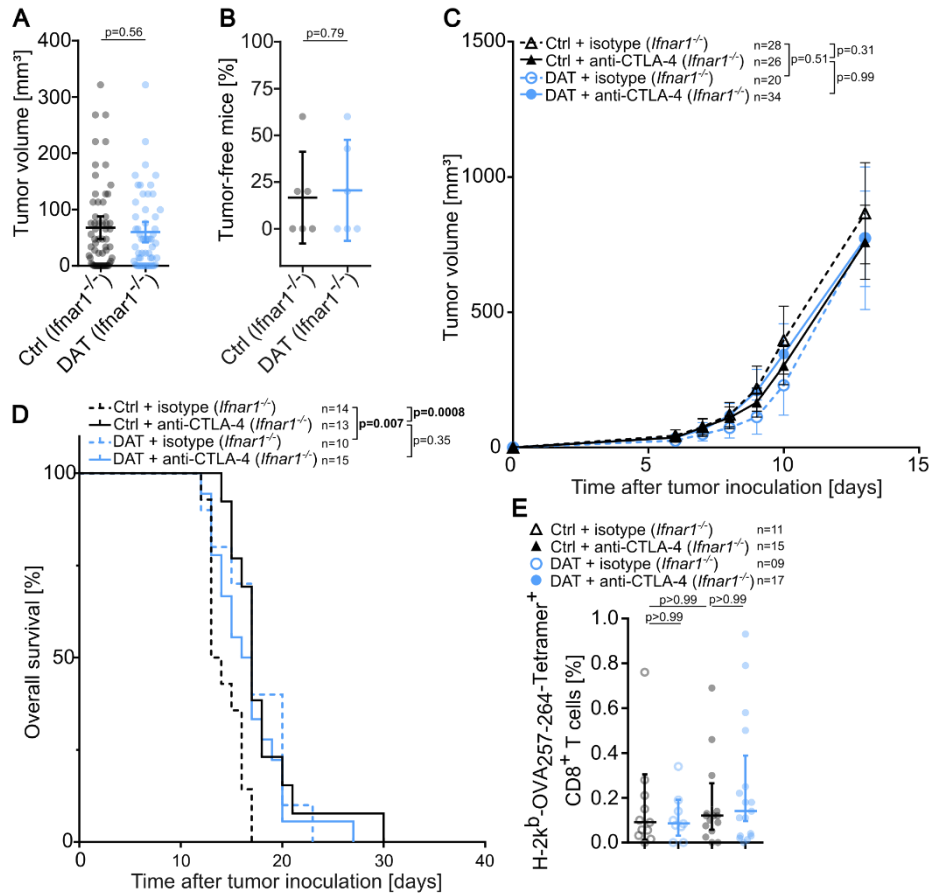 A
p=0.56
Tumor volume [mm³]
400
300
200
100
0
Ctrl (Ifnar1⁻/⁻)
DAT (Ifnar1⁻/⁻)
B
p=0.79
Tumor-free mice [%]
100
75
50
25
0
Ctrl (Ifnar1⁻/⁻)
DAT (Ifnar1⁻/⁻)
C
Ctrl + isotype (Ifnar1⁻/⁻) n=28
Ctrl + anti-CTLA-4 (Ifnar1⁻/⁻) n=26
DAT + isotype (Ifnar1⁻/⁻) n=20
DAT + anti-CTLA-4 (Ifnar1⁻/⁻) n=34
p=0.51
p=0.31
p=0.99
Tumor volume [mm³]
1500
1000
500
0
0 5 10 15
Time after tumor inoculation [days]
D
Ctrl + isotype (Ifnar1⁻/⁻) n=14
Ctrl + anti-CTLA-4 (Ifnar1⁻/⁻) n=13
DAT + isotype (Ifnar1⁻/⁻) n=10
DAT + anti-CTLA-4 (Ifnar1⁻/⁻) n=15
p=0.007
p=0.0008
p=0.35
Overall survival [%]
100
50
0
0 10 20 30 40
Time after tumor inoculation [days]
E
Ctrl + isotype (Ifnar1⁻/⁻) n=11
Ctrl + anti-CTLA-4 (Ifnar1⁻/⁻) n=15
DAT + isotype (Ifnar1⁻/⁻) n=09
DAT + anti-CTLA-4 (Ifnar1⁻/⁻) n=17
p>0.99 p>0.99
p>0.99
H-2kᵇ-OVA₂₅₇₋₂₆₄-Tetramer⁺
CD8⁺ T cells [%]
1.0
0.8
0.6
0.4
0.2
0.0